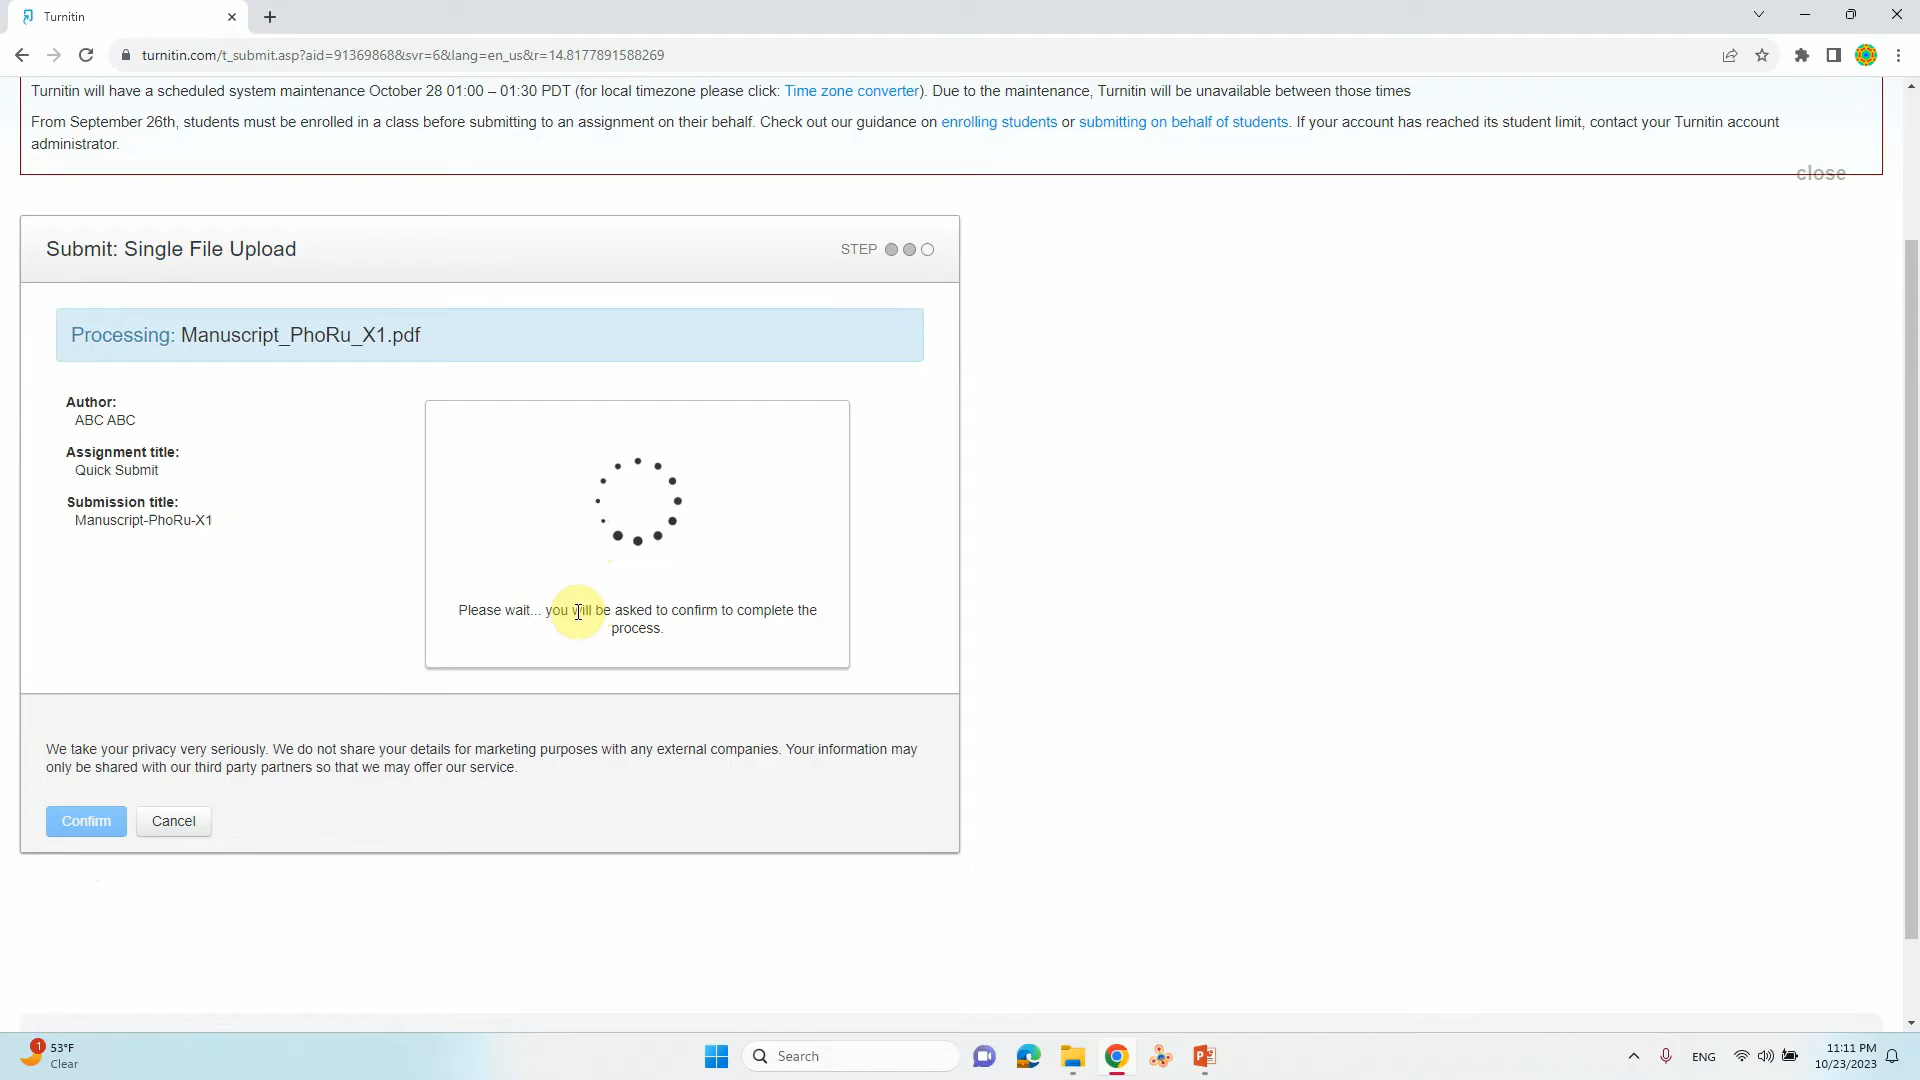 Turnitin
turnitin.com/t_submit.asp?aid=91369868&svr=6&lang=en_us&r=14.8177891588269
Turnitin will have a scheduled system maintenance October 28 01:00 – 01:30 PDT (for local timezone please click: Time zone converter). Due to the maintenance, Turnitin will be unavailable between those times
From September 26th, students must be enrolled in a class before submitting to an assignment on their behalf. Check out our guidance on enrolling students or submitting on behalf of students. If your account has reached its student limit, contact your Turnitin account
administrator.
close
Submit: Single File Upload
STEP
Processing: Manuscript_PhoRu_X1.pdf
Author:
ABC ABC
Assignment title:
Quick Submit
Submission title:
Manuscript-PhoRu-X1
Please wait... you will be asked to confirm to complete the
process.
We take your privacy very seriously. We do not share your details for marketing purposes with any external companies. Your information may
only be shared with our third party partners so that we may offer our service.
Confirm
Cancel
1
53°F
Clear
Search
ENG
11:11 PM
10/23/2023